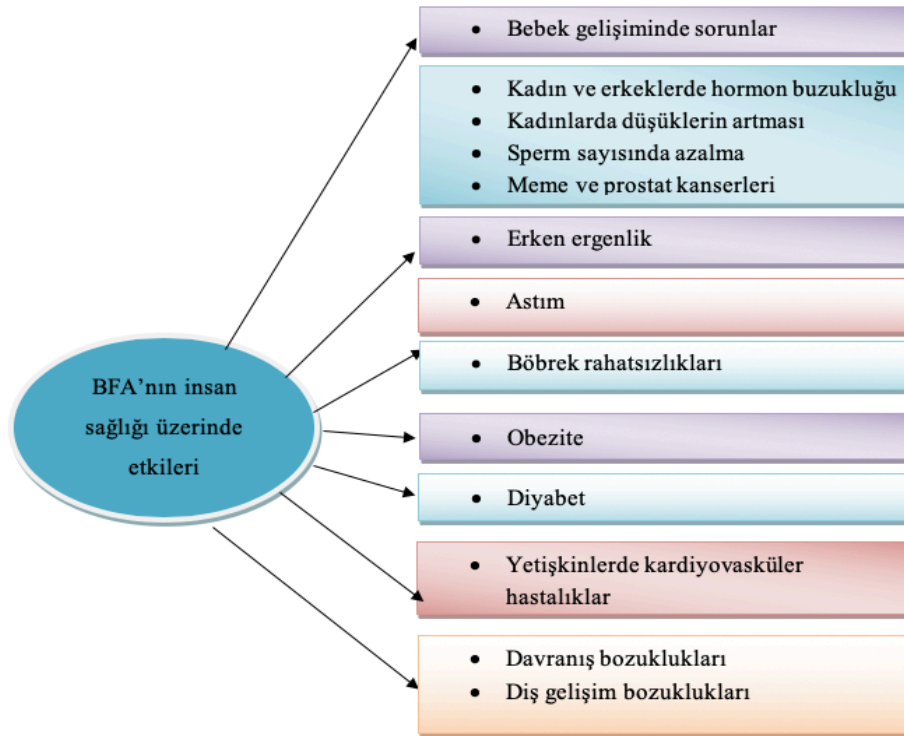 • Bebek gelişiminde sorunlar
• Kadın ve erkeklerde hormon buzukluğu
• Kadınlarda düşüklerin artması
• Sperm sayısında azalma
• Meme ve prostat kanserleri
• Erken ergenlik
• Astım
• Böbrek rahatsızlıkları
BFA’nın insan
sağlığı üzerinde
etkileri
• Obezite
• Diyabet
• Yetişkinlerde kardiyovasküler
hastalıklar
• Davranış bozuklukları
• Diş gelişim bozuklukları